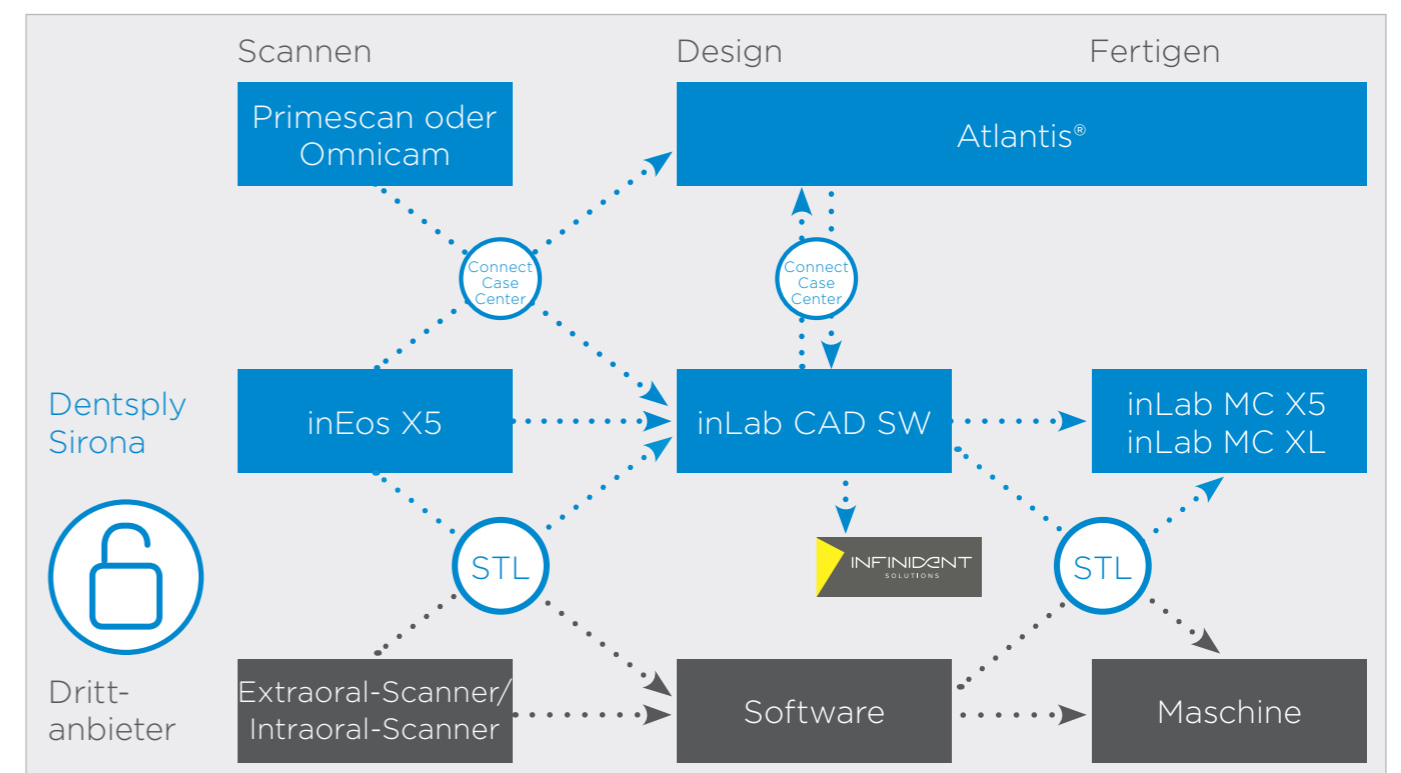 Scannen
Design
Fertigen
Primescan oder
Omnicam
Atlantis®
Connect
Case
Center
Connect
Case
Center
Dentsply
Sirona
inEos X5
inLab CAD SW
inLab MC X5
inLab MC XL
STL
INFINIDENT
SOLUTIONS
STL
Dritt-
anbieter
Extraoral-Scanner/
Intraoral-Scanner
Software
Maschine